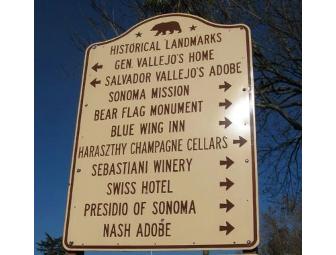 HISTORICAL LANDMARKS
GEN. VALLEJO'S HOME
SALVADOR VALLEJO'S ADOBE
SONOMA MISSION
BEAR FLAG MONUMENT
BLUE WING INN
HARASZTHY CHAMPAGNE CELLARS
SEBASTIANI WINERY
SWISS HOTEL
PRESIDIO OF SONOMA
NASH ADOBE